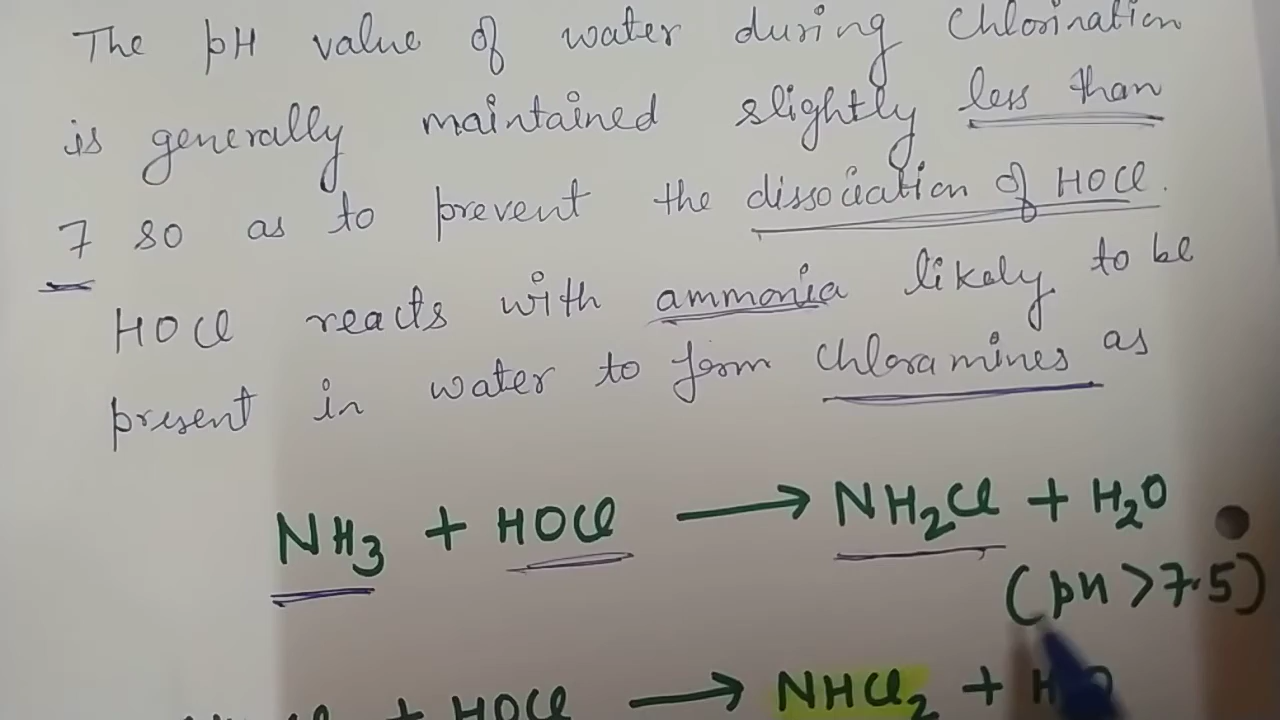 The pH value of water during Chlorination
is generally maintained slightly less than
7 so as to prevent the dissociation of HOCl.
HOCl reacts with ammonia likely to be
present in water to form Chloramines as
NH3 + HOCl → NH2Cl + H2O
(pH > 7.5)
+ HOCl → NHCl2 +